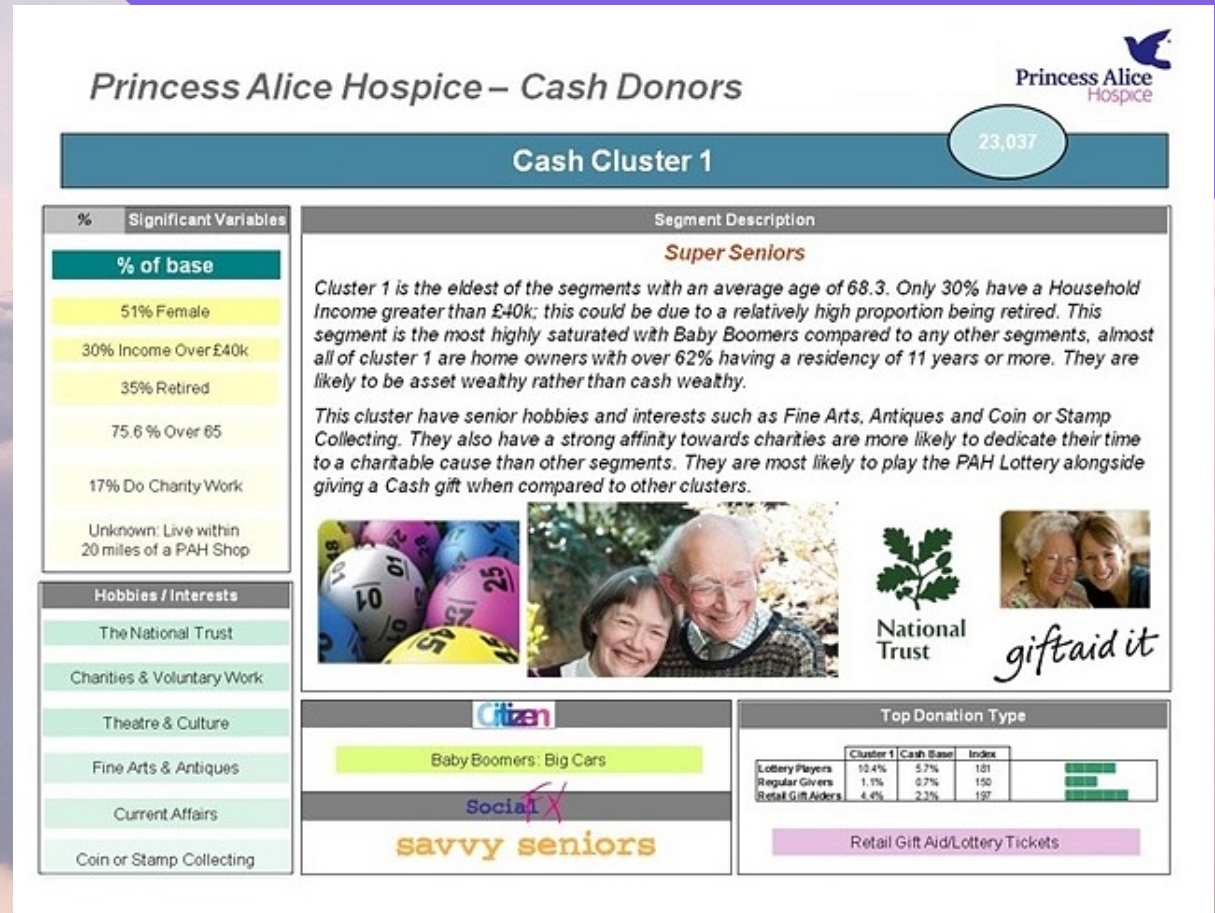 Princess Alice Hospice – Cash Donors
Princess Alice
Hospice
23,037
Cash Cluster 1
% Significant Variables
% of base
51% Female
30% Income Over £40k
35% Retired
75.6 % Over 65
17% Do Charity Work
Unknown: Live within
20 miles of a PAH Shop
Hobbies / Interests
The National Trust
Charities & Voluntary Work
Theatre & Culture
Fine Arts & Antiques
Current Affairs
Coin or Stamp Collecting
Segment Description
Super Seniors
Cluster 1 is the eldest of the segments with an average age of 68.3. Only 30% have a Household
Income greater than £40k; this could be due to a relatively high proportion being retired. This
segment is the most highly saturated with Baby Boomers compared to any other segments, almost
all of cluster 1 are home owners with over 62% having a residency of 11 years or more. They are
likely to be asset wealthy rather than cash wealthy.
This cluster have senior hobbies and interests such as Fine Arts, Antiques and Coin or Stamp
Collecting. They also have a strong affinity towards charities are more likely to dedicate their time
to a charitable cause than other segments. They are most likely to play the PAH Lottery alongside
giving a Cash gift when compared to other clusters.
01
10
25
45
National
Trust
giftaid it
Citizen
Baby Boomers: Big Cars
Social FX
savvy seniors
Top Donation Type
Cluster 1 Cash Base Index
Lottery Players 10.4% 5.7% 181
Regular Givers 1.1% 0.7% 150
Retail Gift Aiders 4.4% 2.3% 197
Retail Gift Aid/Lottery Tickets